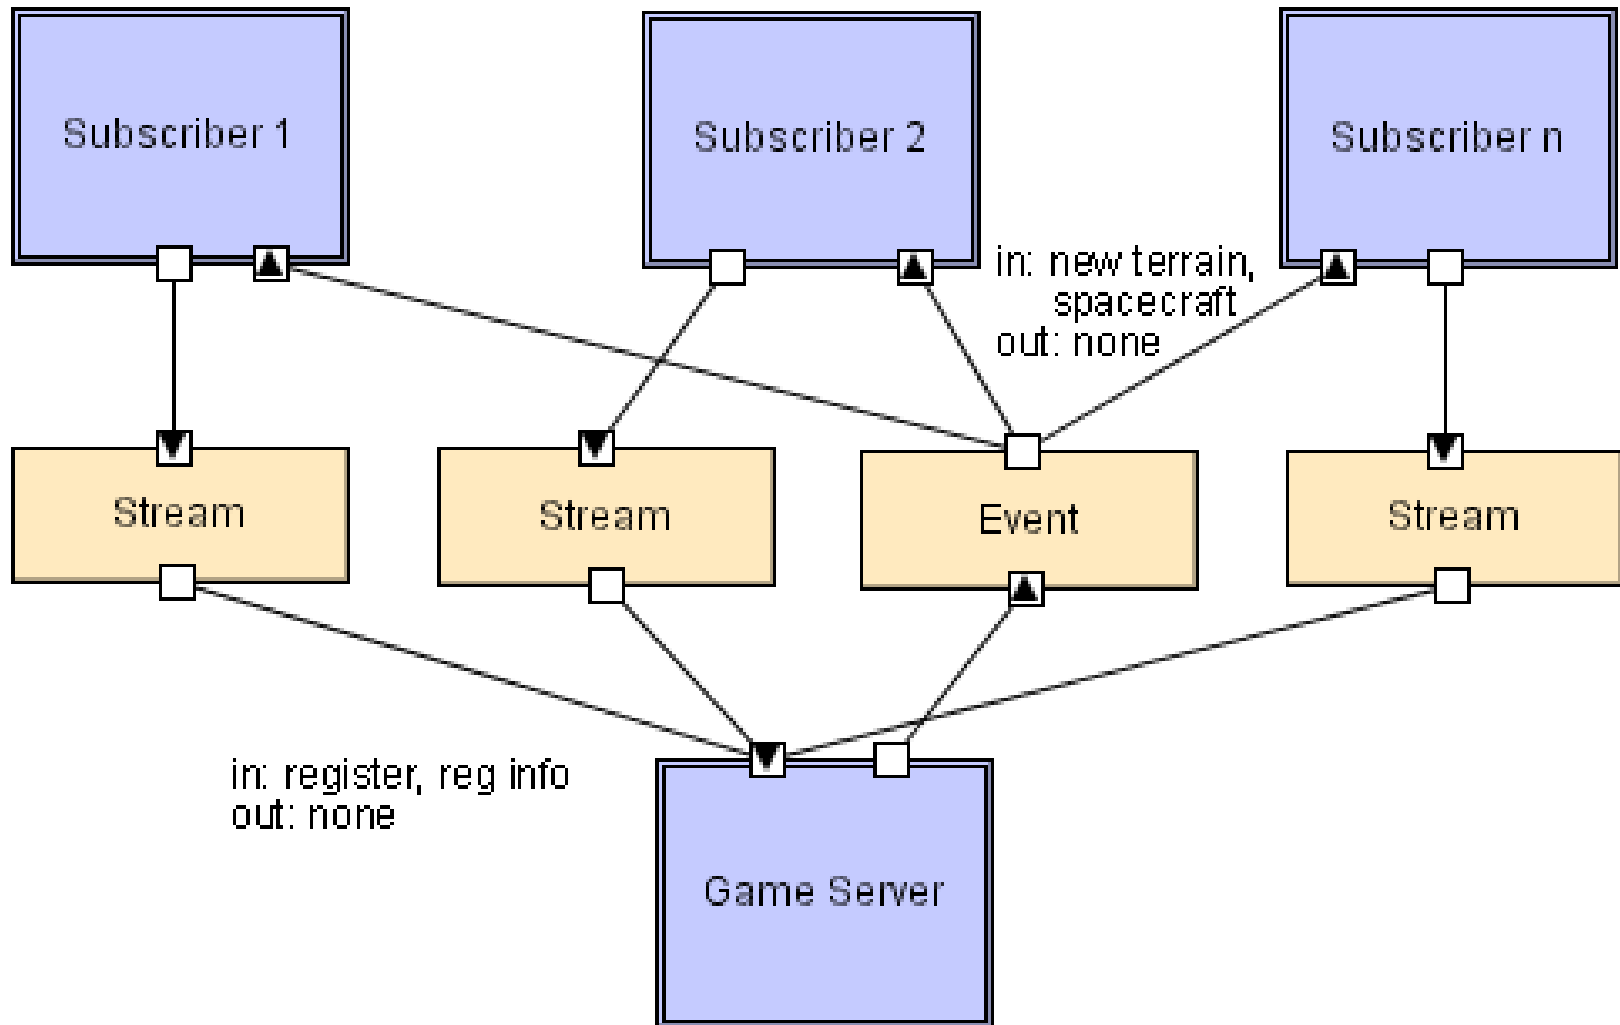 Subscriber 1
Subscriber 2
Subscriber n
in: new terrain,
spacecraft
out: none
Stream
Stream
Event
Stream
in: register, reg info
out: none
Game Server